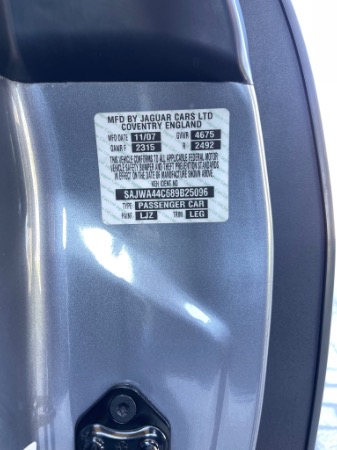 MFD BY JAGUAR CARS LTD
COVENTRY ENGLAND
MFD DATE 11/07 GVWR 4675
GAWR:F 2315 R 2492
THIS VEHICLE CONFORMS TO ALL APPLICABLE FEDERAL MOTOR
VEHICLE SAFETY BUMPER AND THEFT PREVENTION STANDARDS
IN EFFECT ON THE DATE OF MANUFACTURE SHOWN ABOVE.
VEH IDENT NO
SAJWA44C689B25096
TYPE PASSENGER CAR
PAINT LJZ TRIM LEG